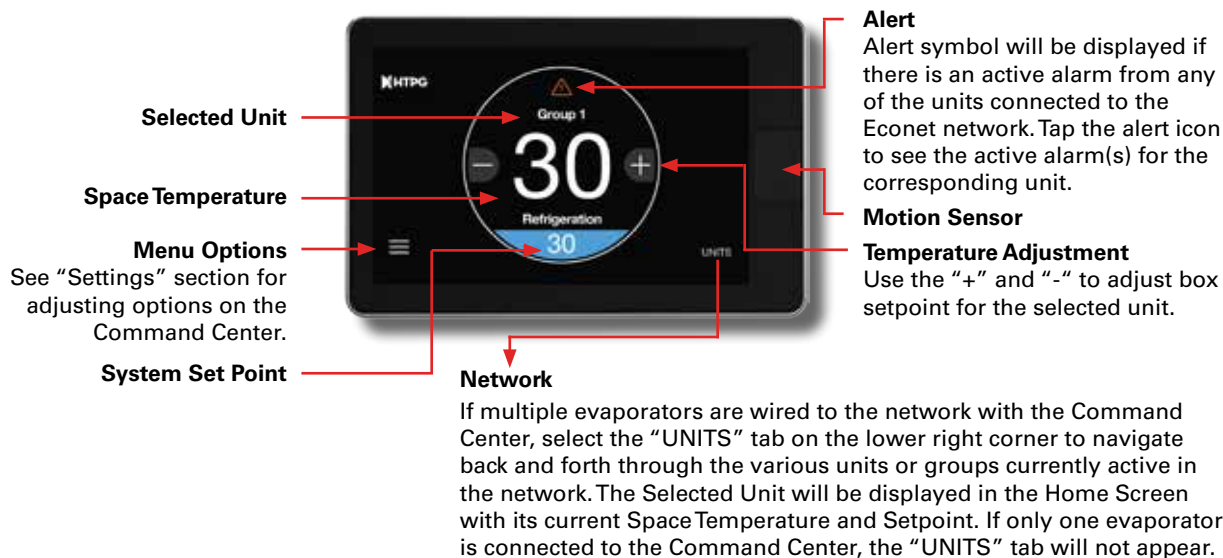 Alert
Alert symbol will be displayed if
there is an active alarm from any
of the units connected to the
Econet network. Tap the alert icon
to see the active alarm(s) for the
corresponding unit.
Motion Sensor
Temperature Adjustment
Use the “+” and “-“ to adjust box
setpoint for the selected unit.
Selected Unit
Space Temperature
Menu Options
See “Settings” section for
adjusting options on the
Command Center.
System Set Point
HTPG
Group 1
30
− +
Refrigeration
30
UNITS
Network
If multiple evaporators are wired to the network with the Command
Center, select the “UNITS” tab on the lower right corner to navigate
back and forth through the various units or groups currently active in
the network. The Selected Unit will be displayed in the Home Screen
with its current Space Temperature and Setpoint. If only one evaporator
is connected to the Command Center, the “UNITS” tab will not appear.